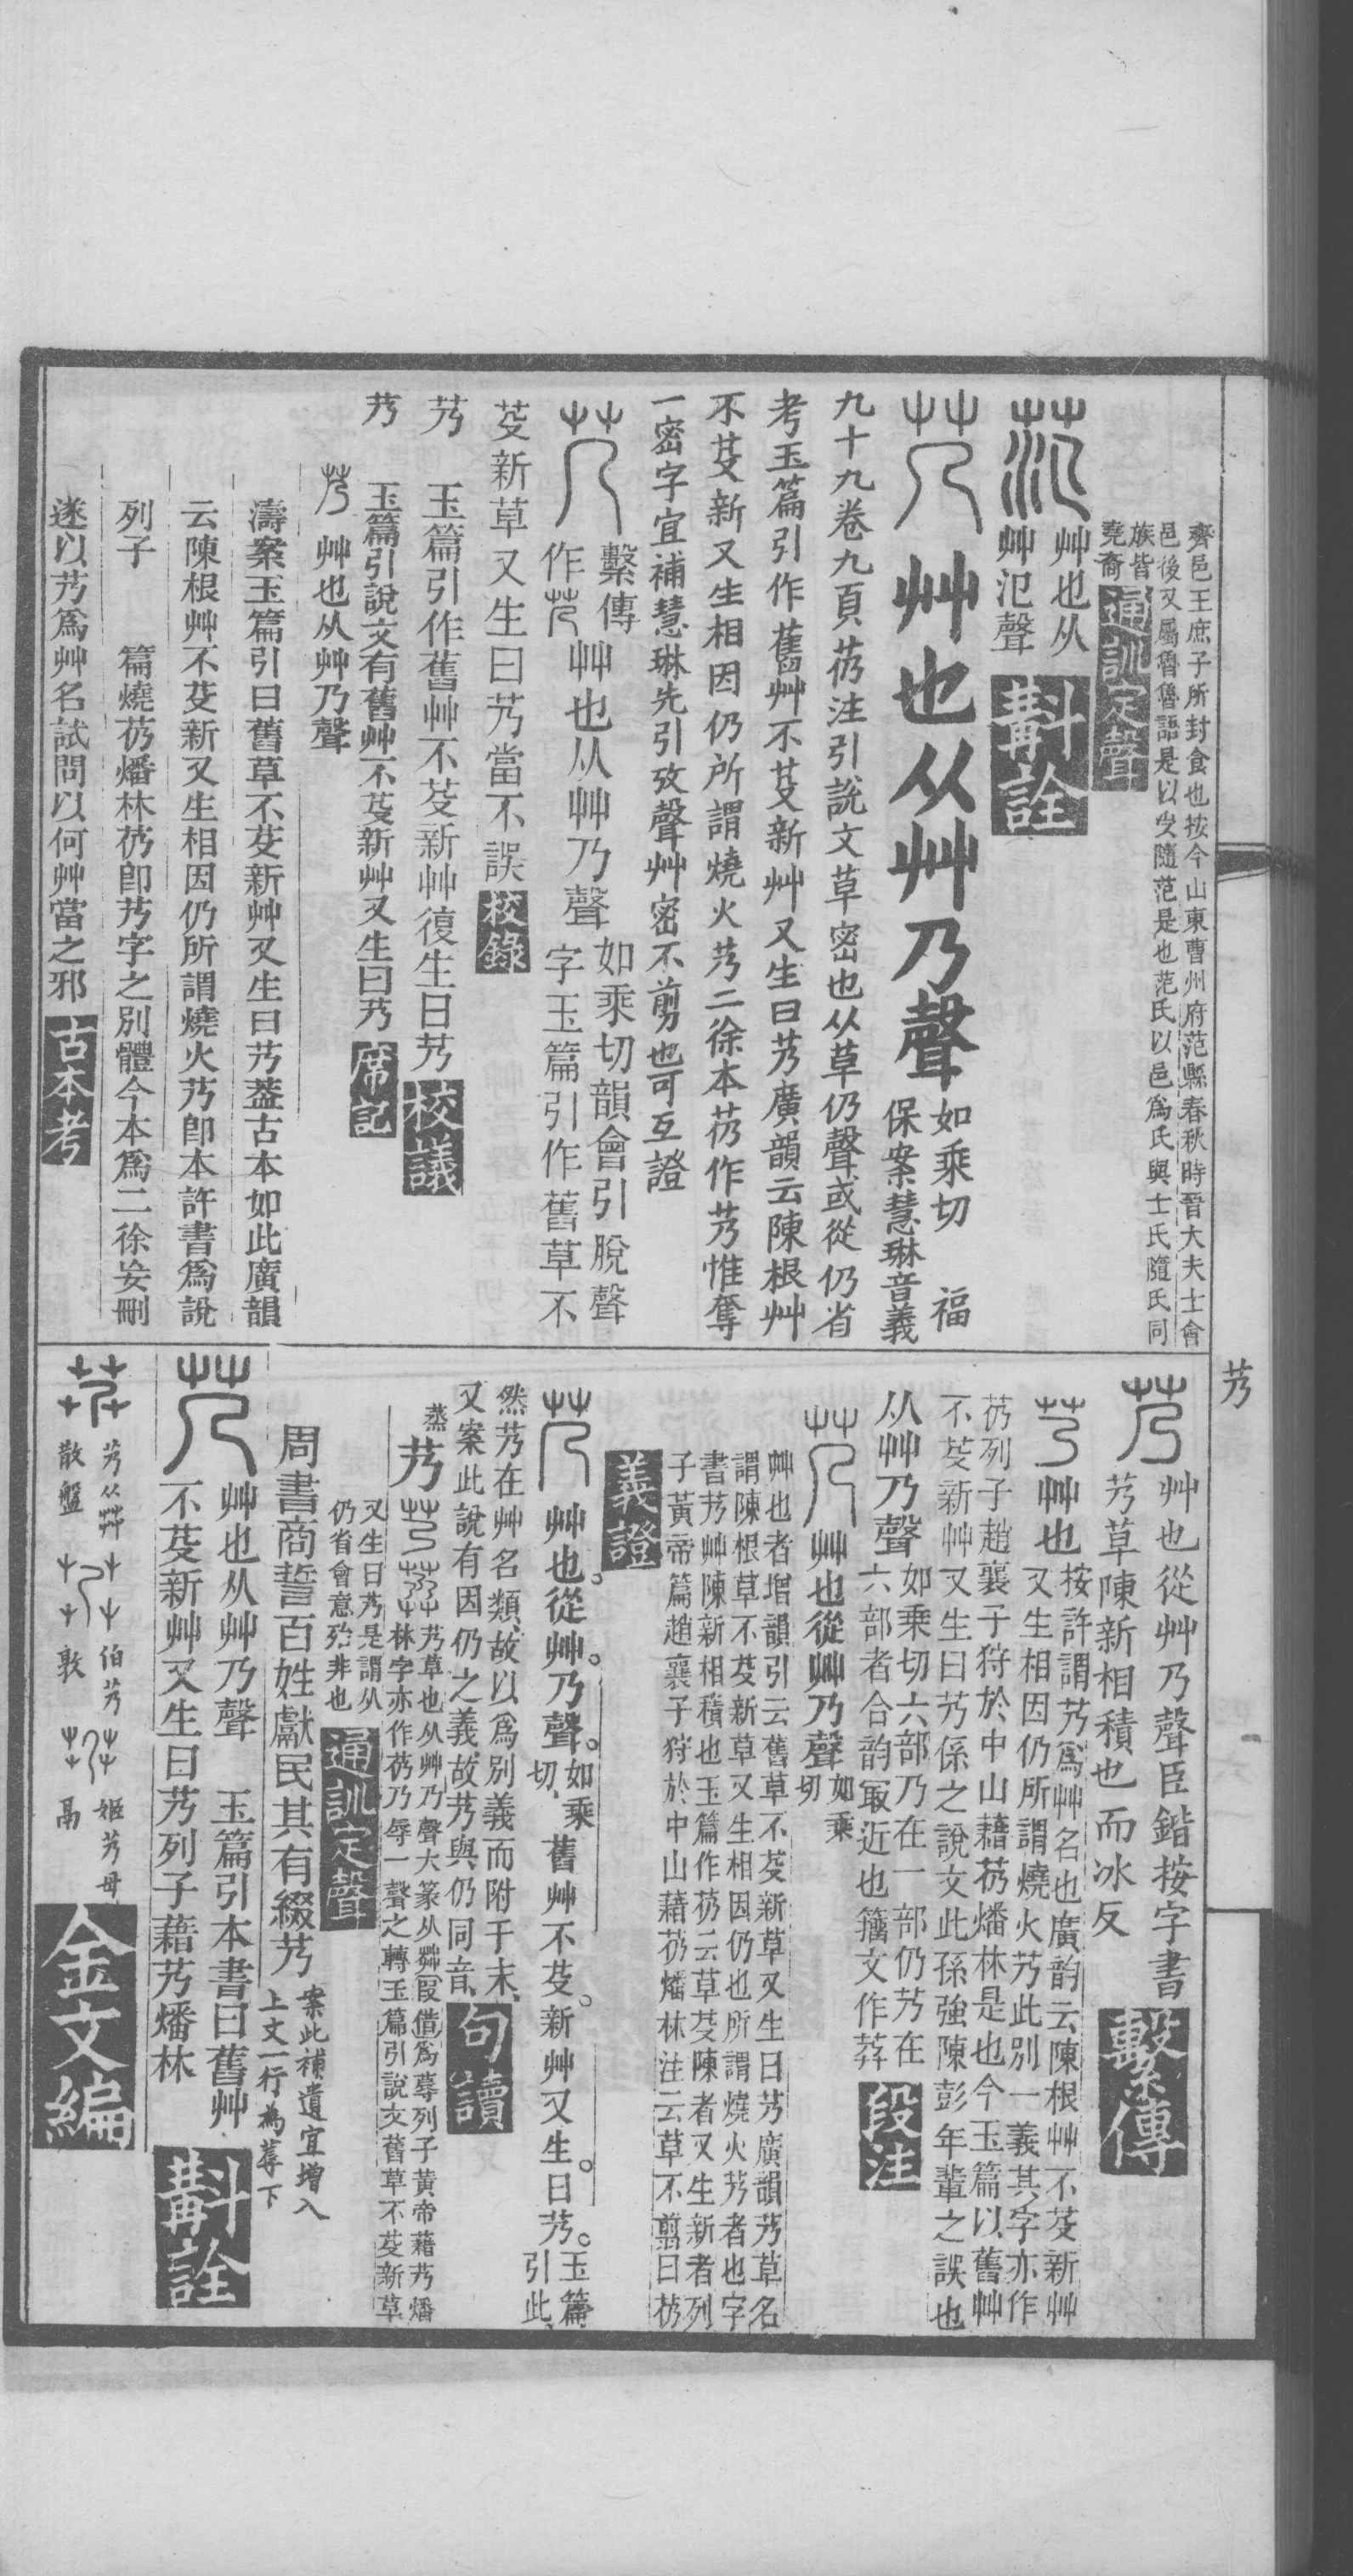 齊邑王庶子所封食也按今山東曹州府范縣春秋時晉大夫士會
邑後又屬魯魯語是以受隨范是也范氏以邑爲氏與士氏隨氏同
族皆
堯裔
通訓定聲
艸也从
艸氾聲
斠詮
艸也从艸乃聲
如乘切 福
保案慧琳音義
九十九卷九頁芿注引說文草密也从草仍聲或從仍省
考玉篇引作舊艸不芟新艸又生曰芿廣韻云陳根艸
不芟新又生相因仍所謂燒火艿二徐本芿作艿惟奪
一密字宜補慧琳先引攷聲艸密不剪也可互證
繫傳
作艿
艸也从艸乃聲
如乘切韻會引脫聲
字玉篇引作舊草不
芟新草又生曰艿當不誤
校錄
艿 玉篇引作舊艸不芟新艸復生曰艿
校議
艿 玉篇引說文有舊艸不芟新艸又生曰艿
席記
艸也从艸乃聲
濤案玉篇引曰舊草不芟新艸又生曰艿葢古本如此廣韻
云陳根艸不芟新又生相因仍所謂燒火艿卽本許書爲說
列子 篇燒芿燔林芿卽艿字之別體今本爲二徐妄刪
遂以艿爲艸名試問以何艸當之邪
古本考
艿
艸也從艸乃聲臣鍇按字書
艿草陳新相積也而冰反
繫傳
艸也
按許謂艿爲艸名也廣韵云陳根艸不芟新艸
又生相因仍所謂燒火艿此別一義其字亦作
芿列子趙襄子狩於中山藉芿燔林是也今玉篇以舊艸
不芟新艸又生曰艿係之說文此孫強陳彭年輩之誤也
从艸乃聲
如乘切六部乃在一部仍艿在
六部者合韵冣近也籒文作䒞
段注
艸也從艸乃聲
如乘
切
艸也者增韻引云舊草不芟新草又生曰艿廣韻艿草名
謂陳根草不芟新草又生相因仍也所謂燒火艿者也字
書艿艸陳新相積也玉篇作芿云草芟陳者又生新者列
子黃帝篇趙襄子狩於中山藉芿燔林注云草不翦曰芿
義證
艸也。從艸。乃聲。
如乘
切、
舊艸不芟。新艸又生。曰艿。
玉篇
引此、
然艿在艸名類、故以爲別義而附于末、
又案此說有因仍之義、故艿與仍同音、
句讀
蒸
艿
艿草也从艸乃聲大篆从茻叚借爲蓐列子黃帝藉艿燔
林字亦作芿乃蓐一聲之轉玉篇引說文舊草不芟新草
又生曰艿是謂从
仍省會意殆非也
通訓定聲
周書商誓百姓獻民其有綴艿
案此補遺宜增入
上文一行為蓐下
艸也从艸乃聲 玉篇引本書曰舊艸
不芟新艸又生曰艿列子藉艿燔林
斠詮
艿从茻
散盤
伯艿
敦
姬艿母
鬲
金文編